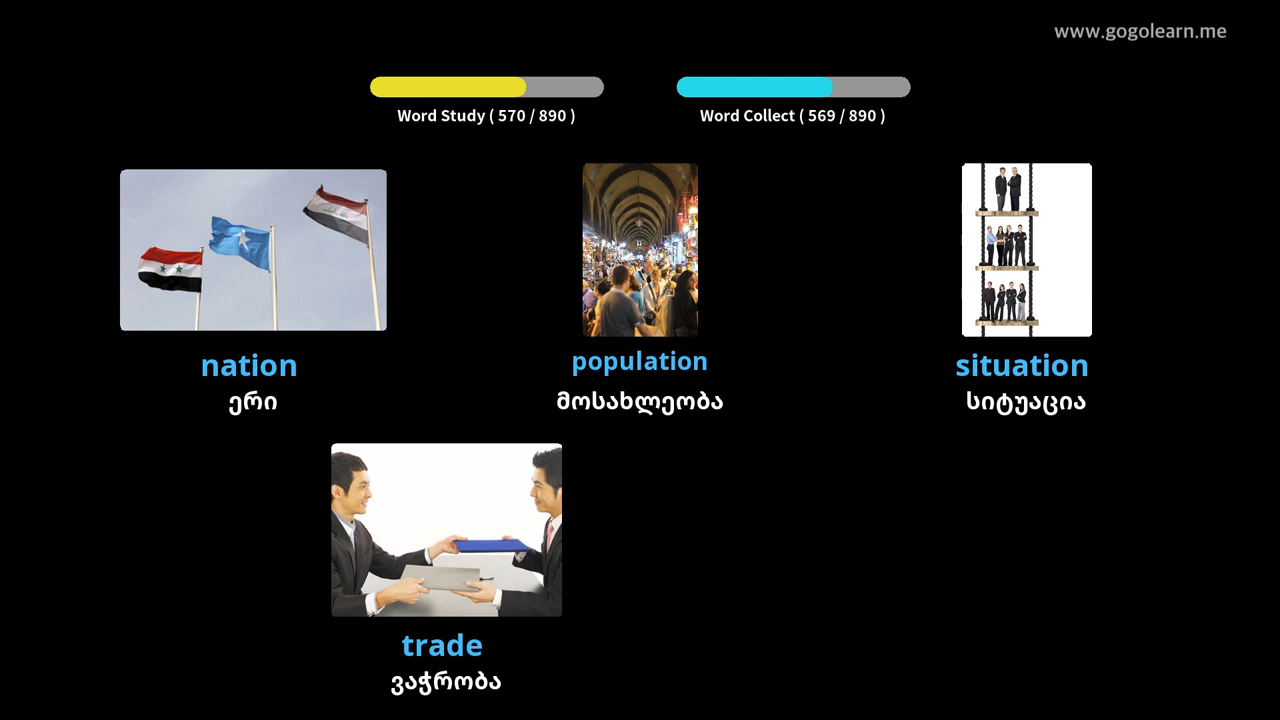 www.gogolearn.me
Word Study ( 570 / 890 )
Word Collect ( 569 / 890 )
nation
ერი
population
მოსახლეობა
situation
სიტუაცია
trade
ვაჭრობა